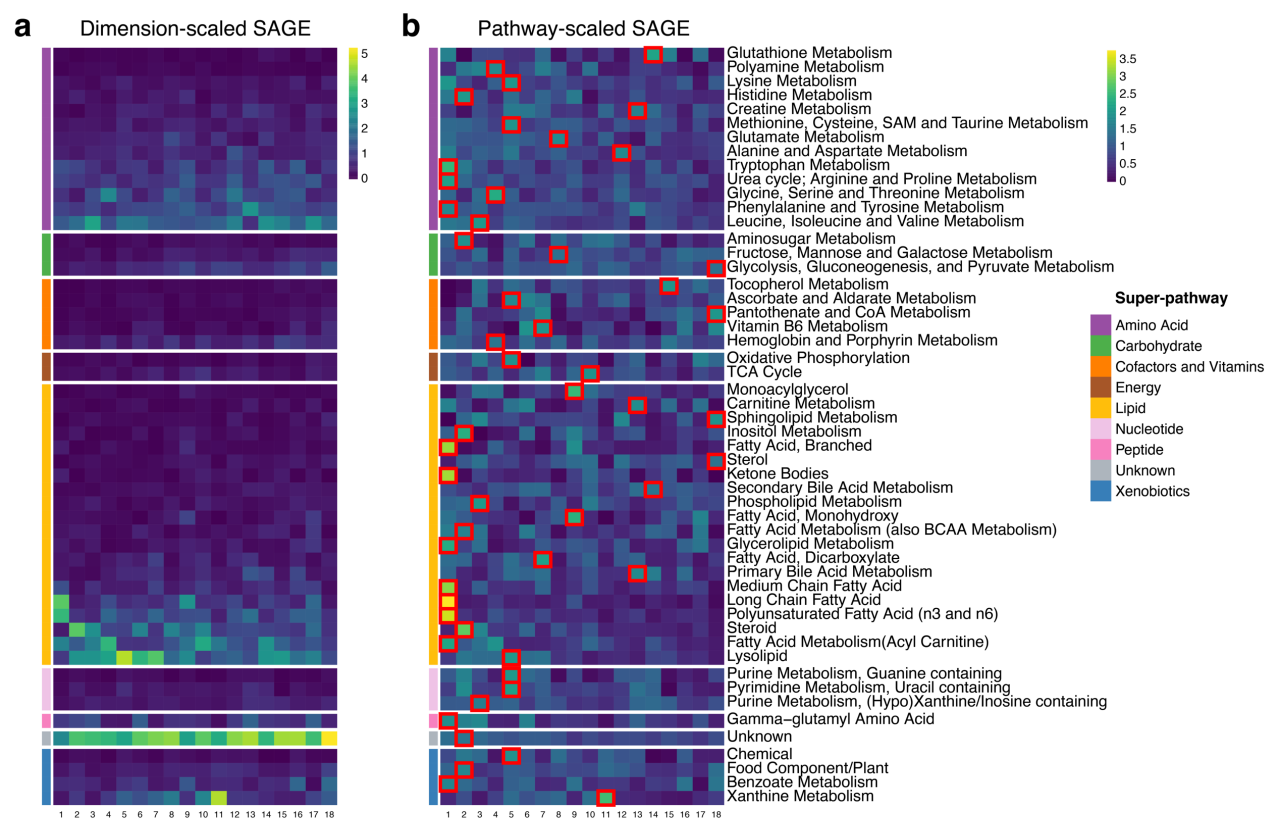 a
Dimension-scaled SAGE
b
Pathway-scaled SAGE
5
4
3
2
1
0
Glutathione Metabolism
Polyamine Metabolism
Lysine Metabolism
Histidine Metabolism
Creatine Metabolism
Methionine, Cysteine, SAM and Taurine Metabolism
Glutamate Metabolism
Alanine and Aspartate Metabolism
Tryptophan Metabolism
Urea cycle; Arginine and Proline Metabolism
Glycine, Serine and Threonine Metabolism
Phenylalanine and Tyrosine Metabolism
Leucine, Isoleucine and Valine Metabolism
Aminosugar Metabolism
Fructose, Mannose and Galactose Metabolism
Glycolysis, Gluconeogenesis, and Pyruvate Metabolism
Tocopherol Metabolism
Ascorbate and Aldarate Metabolism
Pantothenate and CoA Metabolism
Vitamin B6 Metabolism
Hemoglobin and Porphyrin Metabolism
Oxidative Phosphorylation
TCA Cycle
Monoacylglycerol
Carnitine Metabolism
Sphingolipid Metabolism
Inositol Metabolism
Fatty Acid, Branched
Sterol
Ketone Bodies
Secondary Bile Acid Metabolism
Phospholipid Metabolism
Fatty Acid, Monohydroxy
Fatty Acid Metabolism (also BCAA Metabolism)
Glycerolipid Metabolism
Fatty Acid, Dicarboxylate
Primary Bile Acid Metabolism
Medium Chain Fatty Acid
Long Chain Fatty Acid
Polyunsaturated Fatty Acid (n3 and n6)
Steroid
Fatty Acid Metabolism(Acyl Carnitine)
Lysolipid
Purine Metabolism, Guanine containing
Pyrimidine Metabolism, Uracil containing
Purine Metabolism, (Hypo)Xanthine/Inosine containing
Gamma−glutamyl Amino Acid
Unknown
Chemical
Food Component/Plant
Benzoate Metabolism
Xanthine Metabolism
3.5
3
2.5
2
1.5
1
0.5
0
Super-pathway
Amino Acid
Carbohydrate
Cofactors and Vitamins
Energy
Lipid
Nucleotide
Peptide
Unknown
Xenobiotics
1 2 3 4 5 6 7 8 9 10 11 12 13 14 15 16 17 18
1 2 3 4 5 6 7 8 9 10 11 12 13 14 15 16 17 18